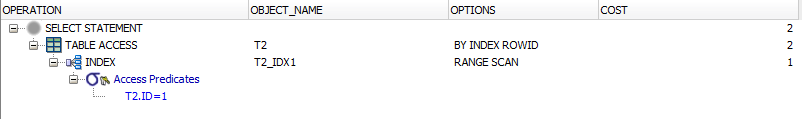 OPERATION OBJECT_NAME OPTIONS COST
SELECT STATEMENT 2
TABLE ACCESS T2 BY INDEX ROWID 2
INDEX T2_IDX1 RANGE SCAN 1
Access Predicates
T2.ID=1